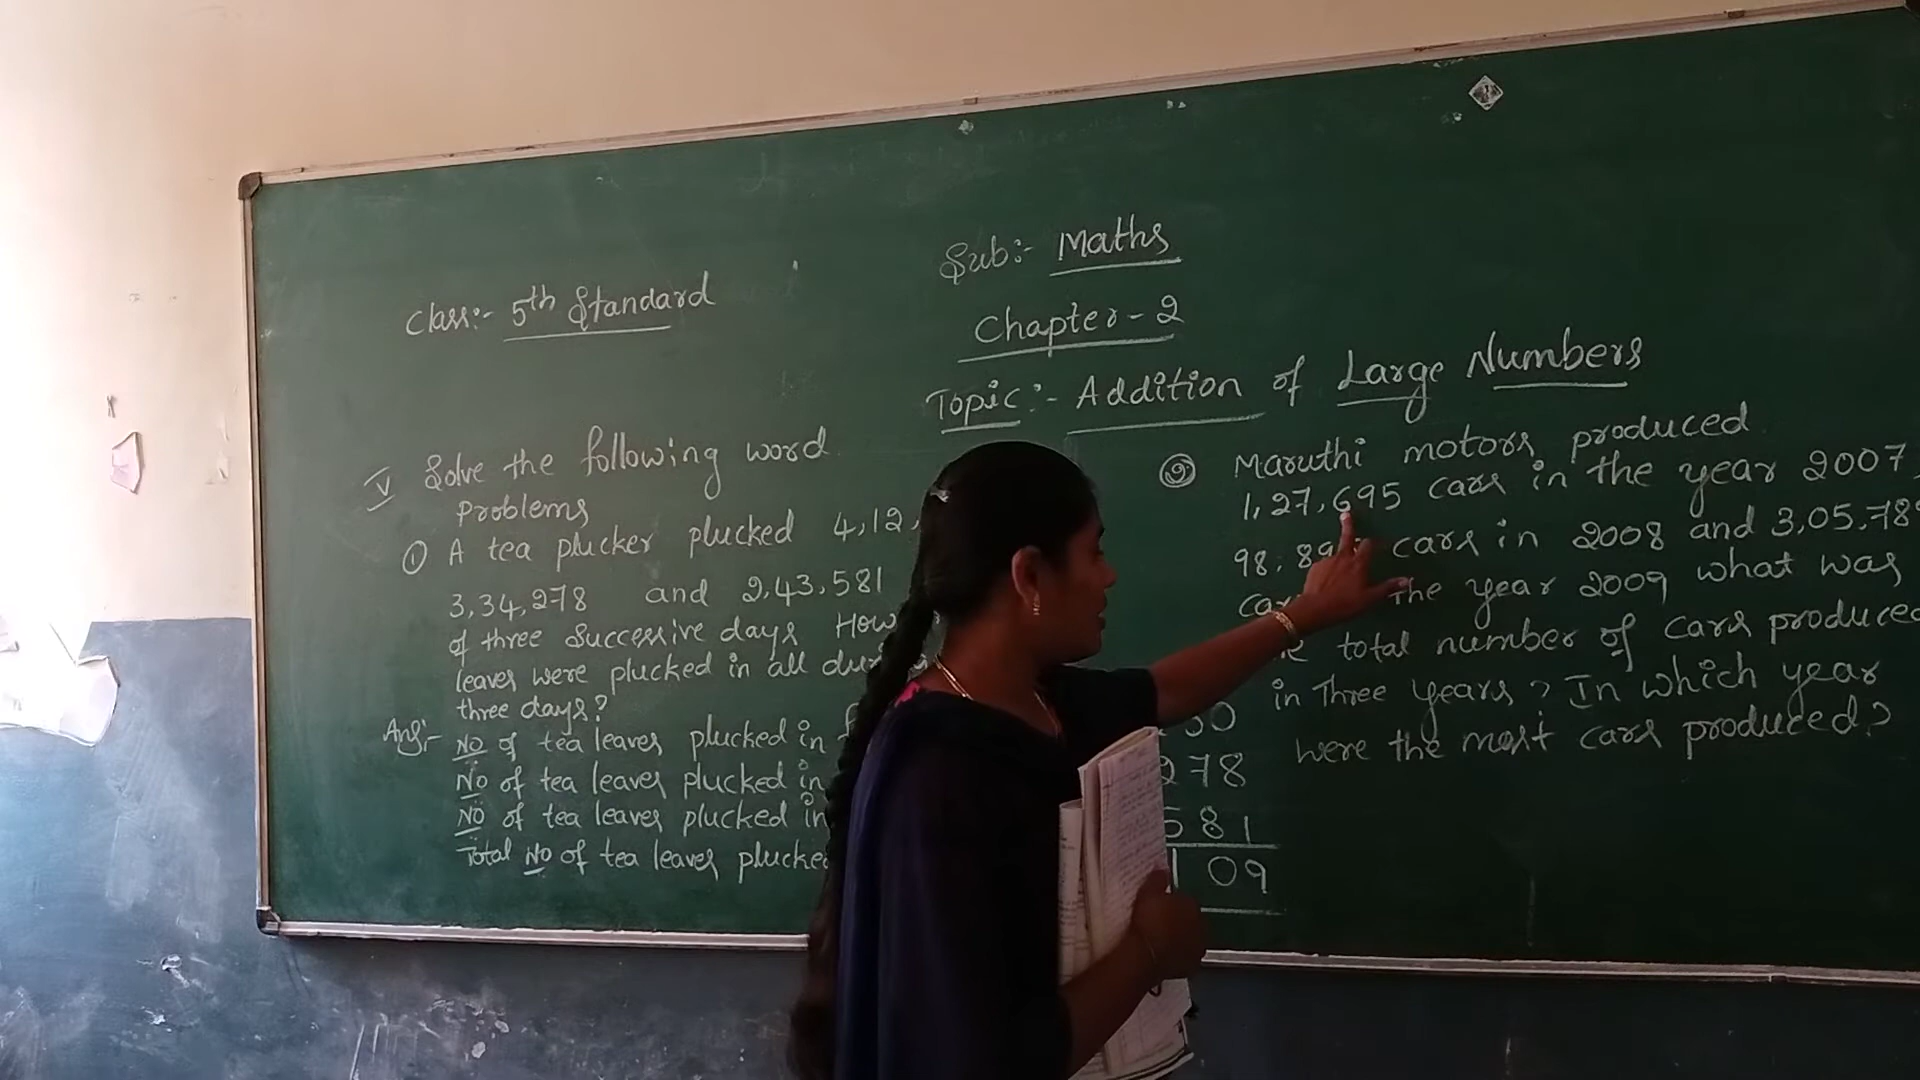 Sub:- Maths
Class:- 5th Standard
Chapter-2
Topic:- Addition of Large Numbers
V Solve the following word
problems
① A tea plucker plucked 4,12,
3,34,278 and 2,43,581
of three successive days How
leaves were plucked in all
three days?
Ans:- No of tea leaves plucked in
No of tea leaves plucked in
No of tea leaves plucked in
Total No of tea leaves plucked
278
581
109
② Maruthi motors produced
1,27,695 cars in the year 2007,
98,89 cars in 2008 and 3,05,789
the year 2009 what was
total number of cars produced
in Three years? In which year
were the most cars produced?